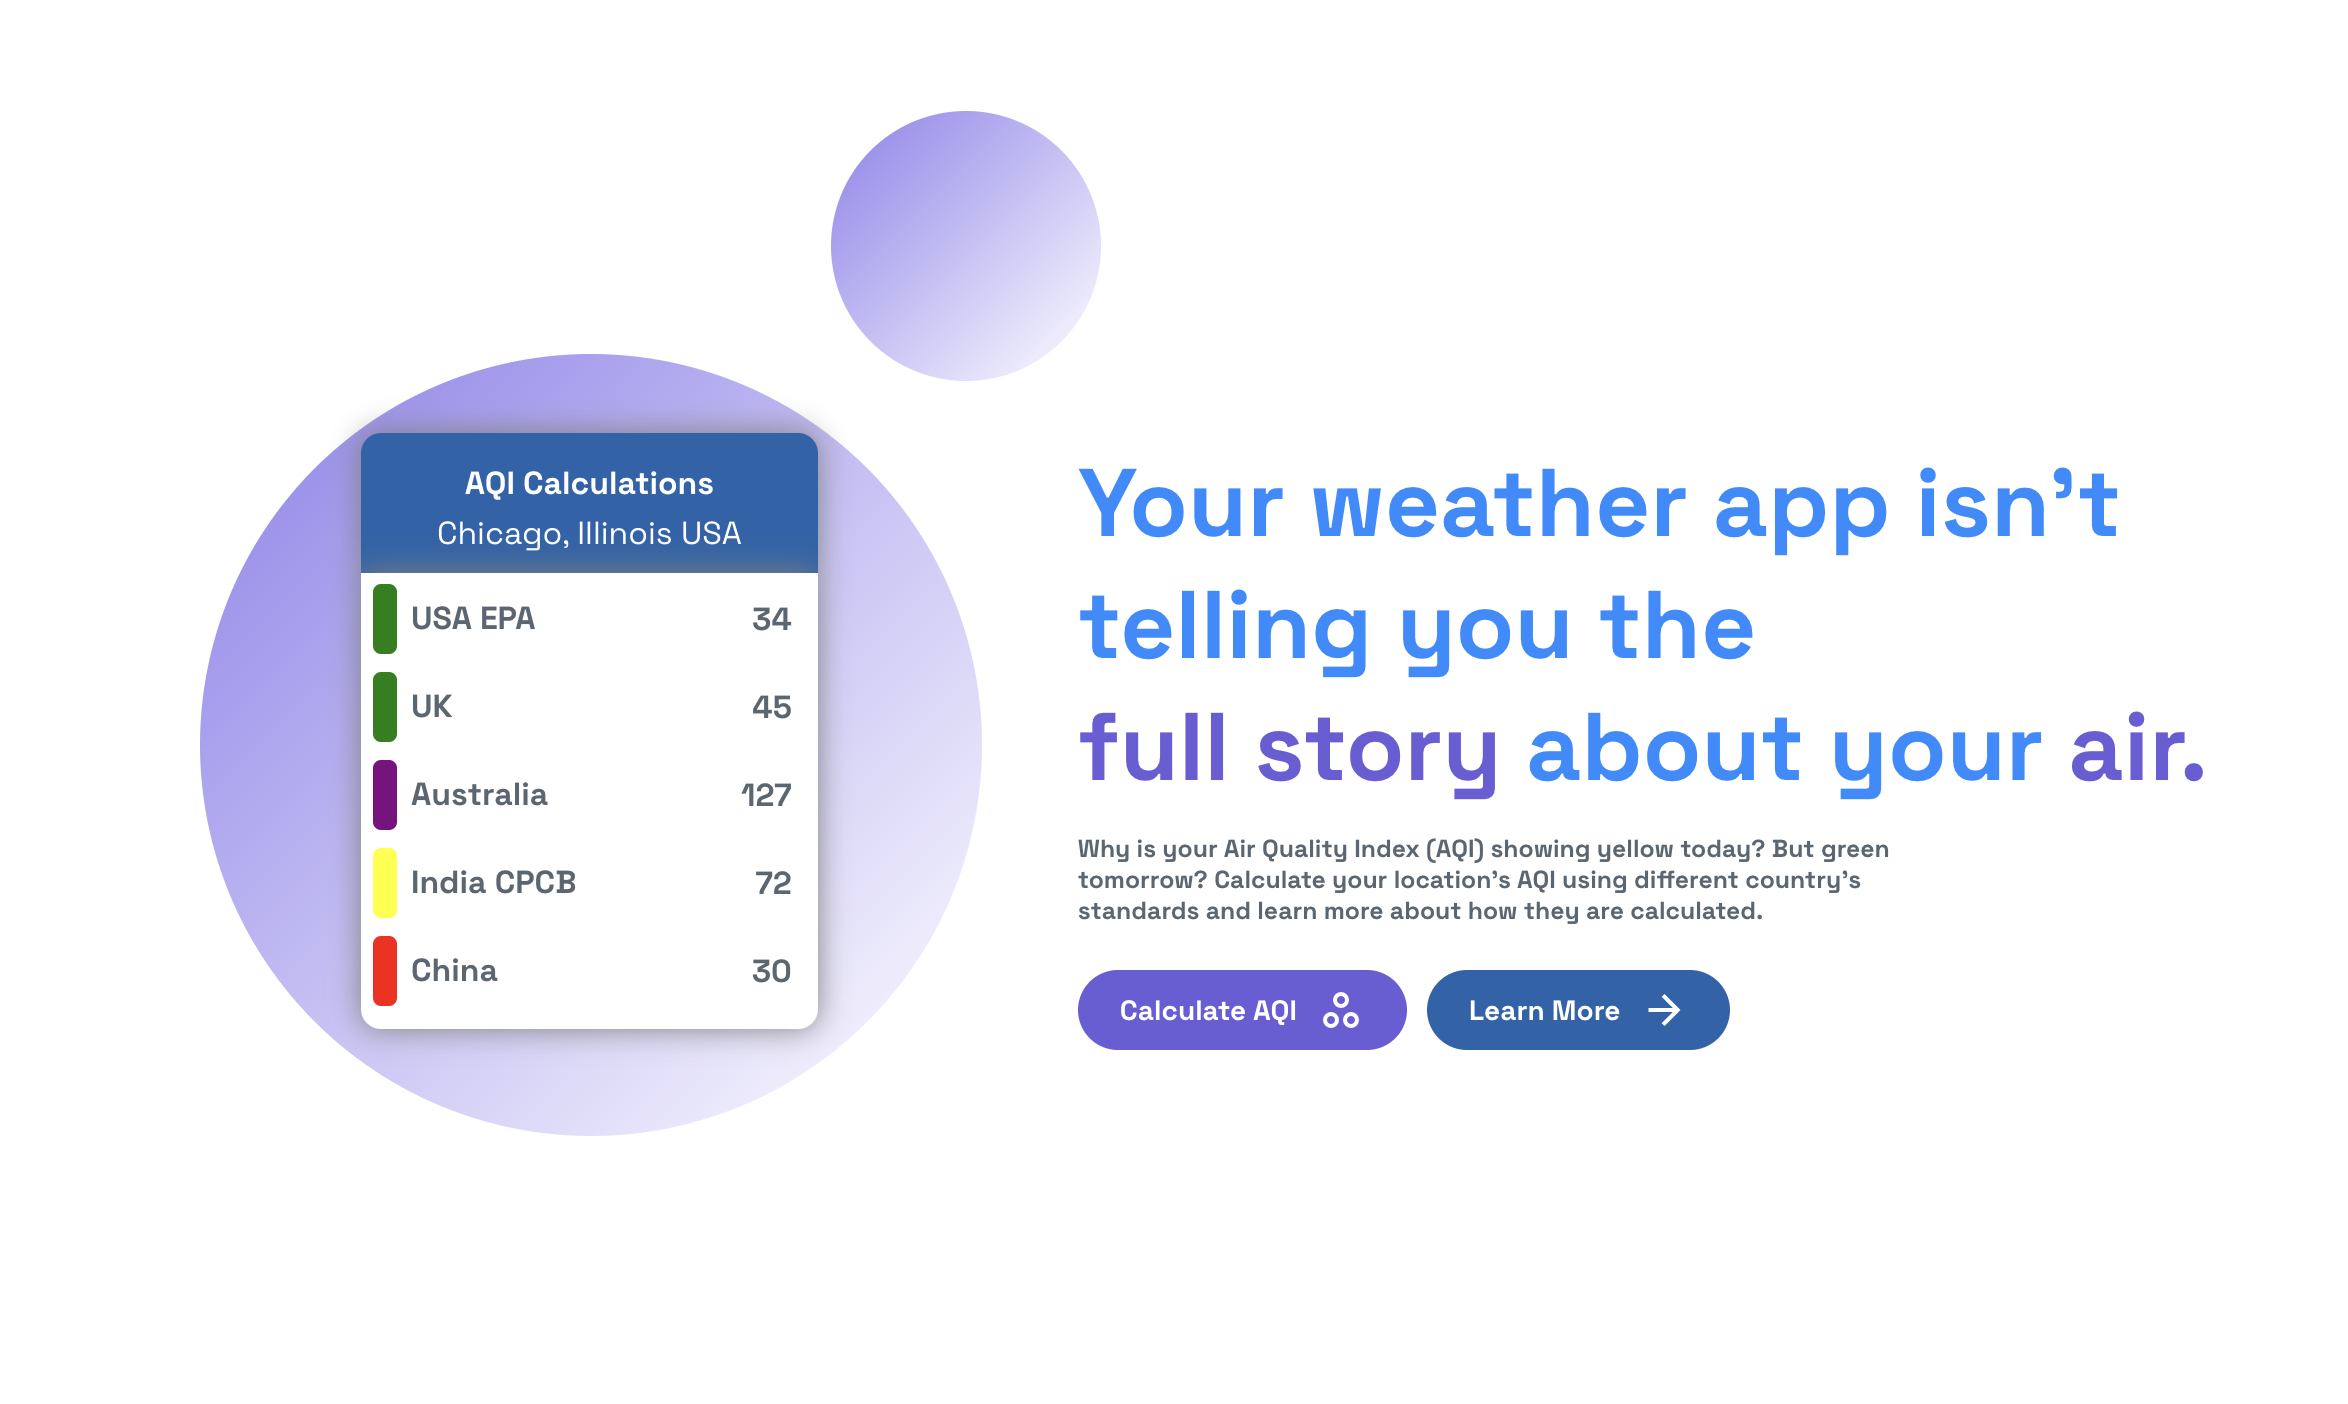 AQI Calculations
Chicago, Illinois USA
USA EPA 34
UK 45
Australia 127
India CPCB 72
China 30
Your weather app isn’t
telling you the
full story about your air.
Why is your Air Quality Index (AQI) showing yellow today? But green
tomorrow? Calculate your location’s AQI using different country’s
standards and learn more about how they are calculated.
Calculate AQI
Learn More